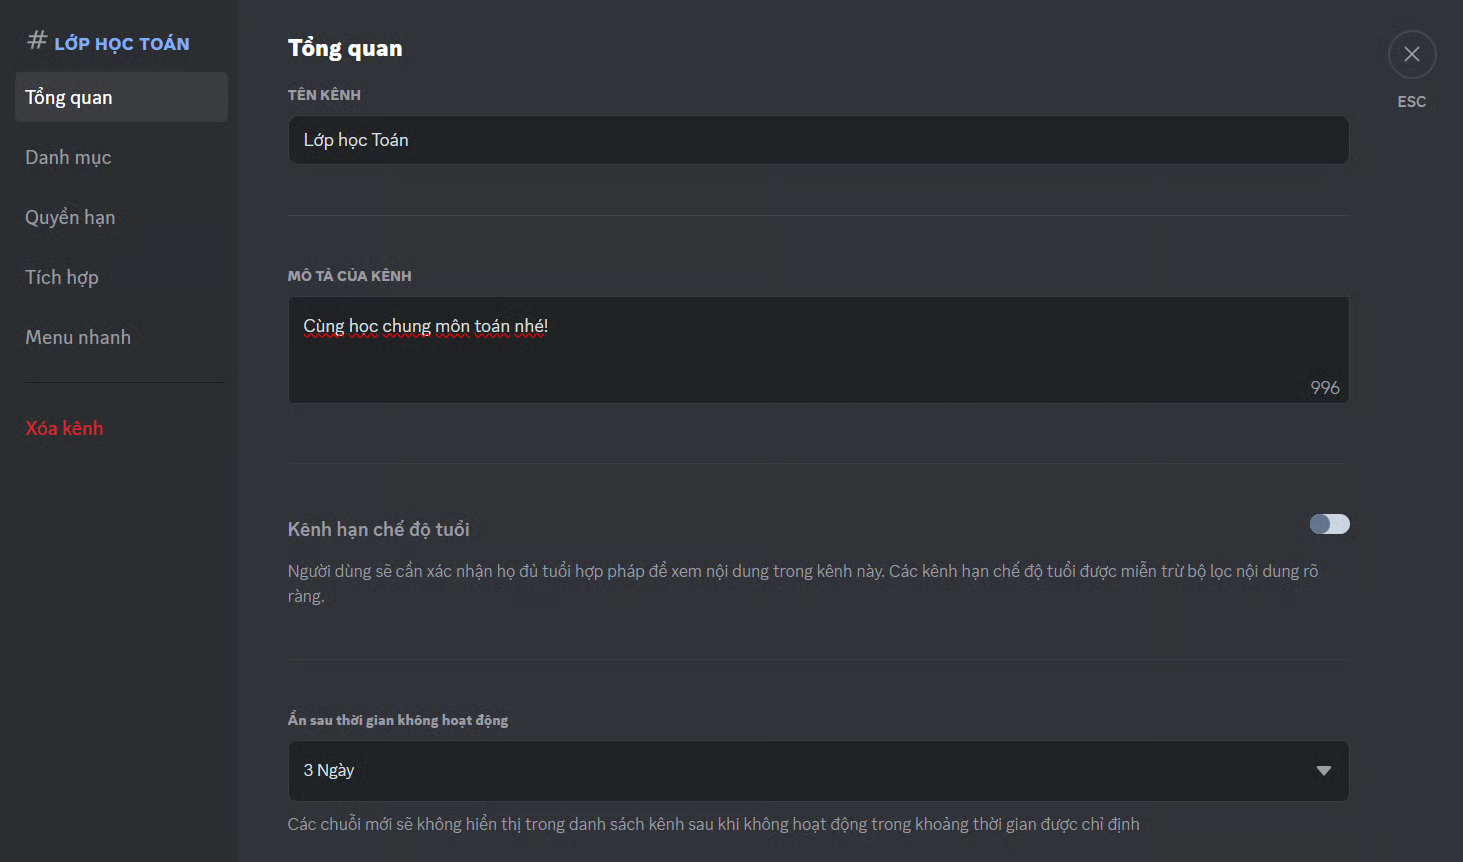 # LỚP HỌC TOÁN
Tổng quan
Danh mục
Quyền hạn
Tích hợp
Menu nhanh
Xóa kênh
Tổng quan
TÊN KÊNH
Lớp học Toán
MÔ TẢ CỦA KÊNH
Cùng học chung môn toán nhé!
996
Kênh hạn chế độ tuổi
Người dùng sẽ cần xác nhận họ đủ tuổi hợp pháp để xem nội dung trong kênh này. Các kênh hạn chế độ tuổi được miễn trừ bộ lọc nội dung rõ
ràng.
Ẩn sau thời gian không hoạt động
3 Ngày
Các chuỗi mới sẽ không hiển thị trong danh sách kênh sau khi không hoạt động trong khoảng thời gian được chỉ định
ESC